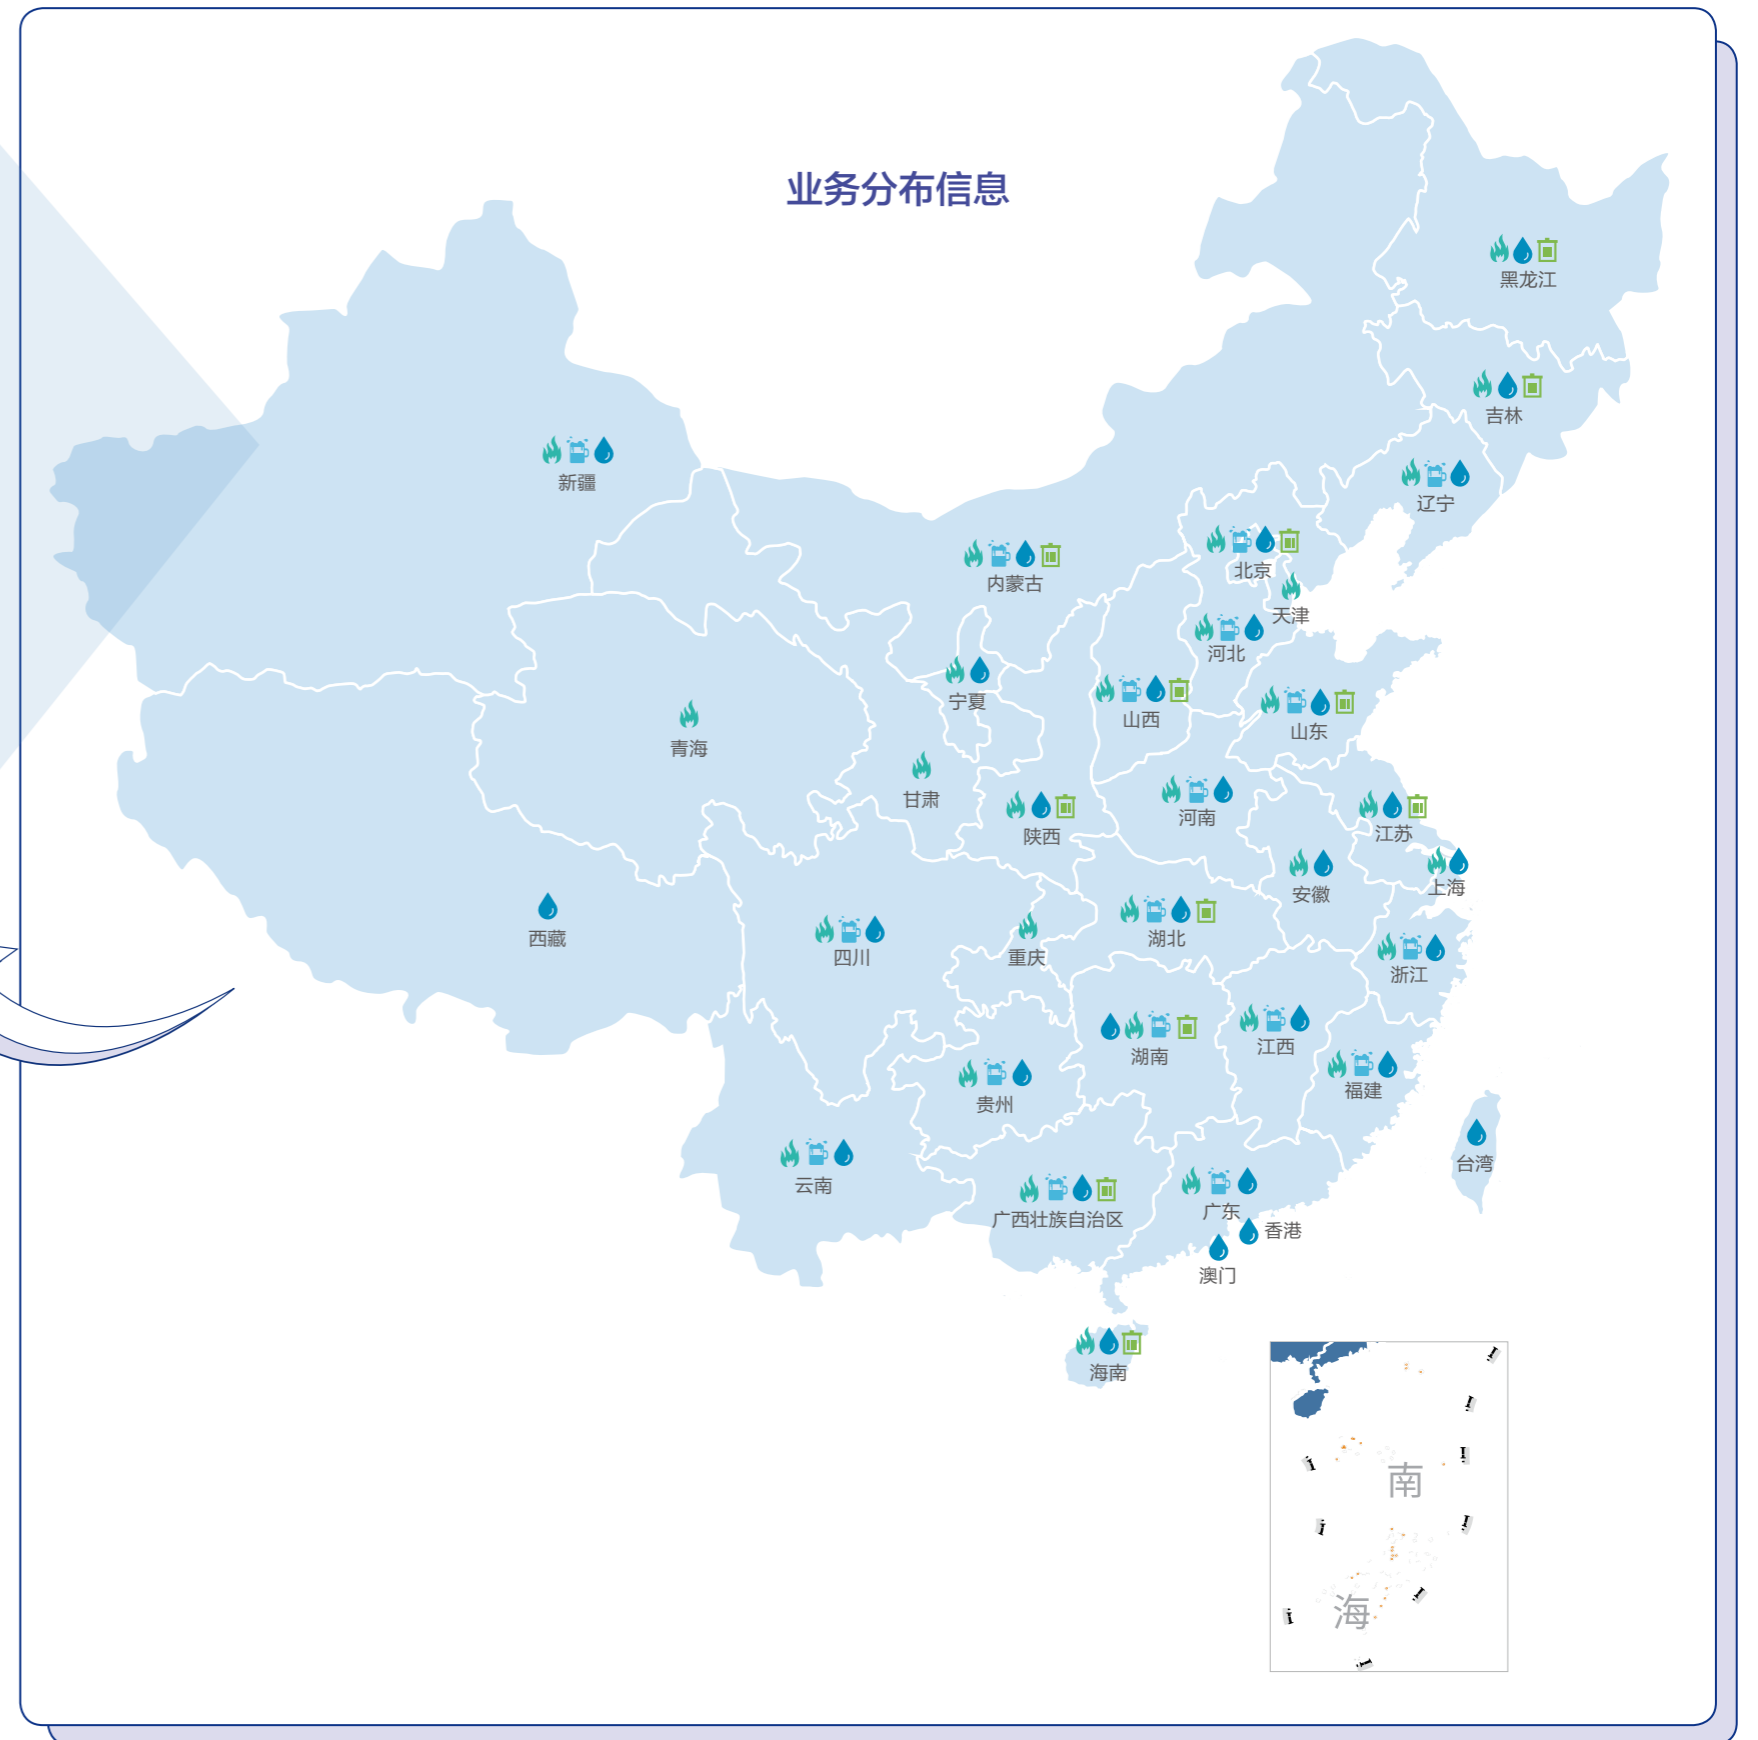 业务分布信息
黑龙江
吉林
辽宁
新疆
内蒙古
北京
天津
河北
宁夏
山西
山东
青海
甘肃
陕西
河南
江苏
安徽
上海
西藏
四川
重庆
湖北
浙江
湖南
江西
福建
贵州
云南
台湾
广西壮族自治区
广东
香港
澳门
海南
南
海